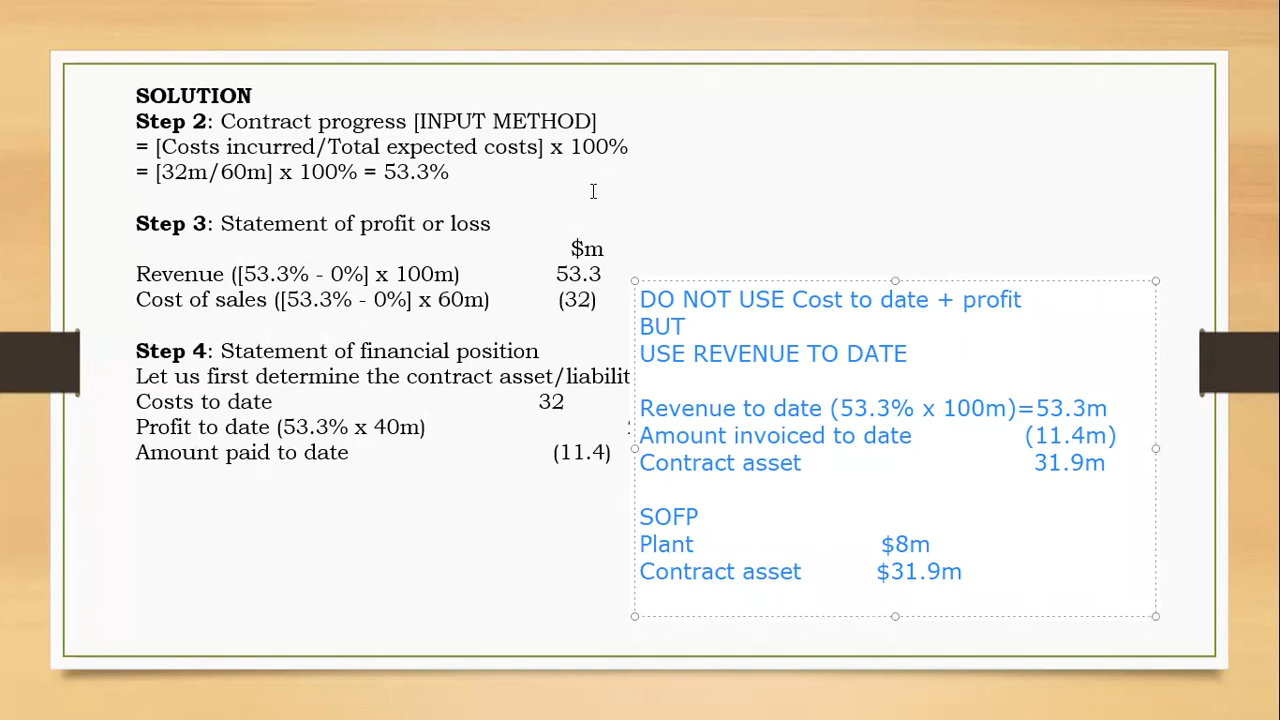 SOLUTION
Step 2: Contract progress [INPUT METHOD]
= [Costs incurred/Total expected costs] x 100%
= [32m/60m] x 100% = 53.3%
Step 3: Statement of profit or loss
$m
Revenue ([53.3% - 0%] x 100m) 53.3
Cost of sales ([53.3% - 0%] x 60m) (32)
Step 4: Statement of financial position
Let us first determine the contract asset/liabilit
Costs to date 32
Profit to date (53.3% x 40m)
Amount paid to date (11.4)
DO NOT USE Cost to date + profit
BUT
USE REVENUE TO DATE
Revenue to date (53.3% x 100m)=53.3m
Amount invoiced to date (11.4m)
Contract asset 31.9m
SOFP
Plant $8m
Contract asset $31.9m